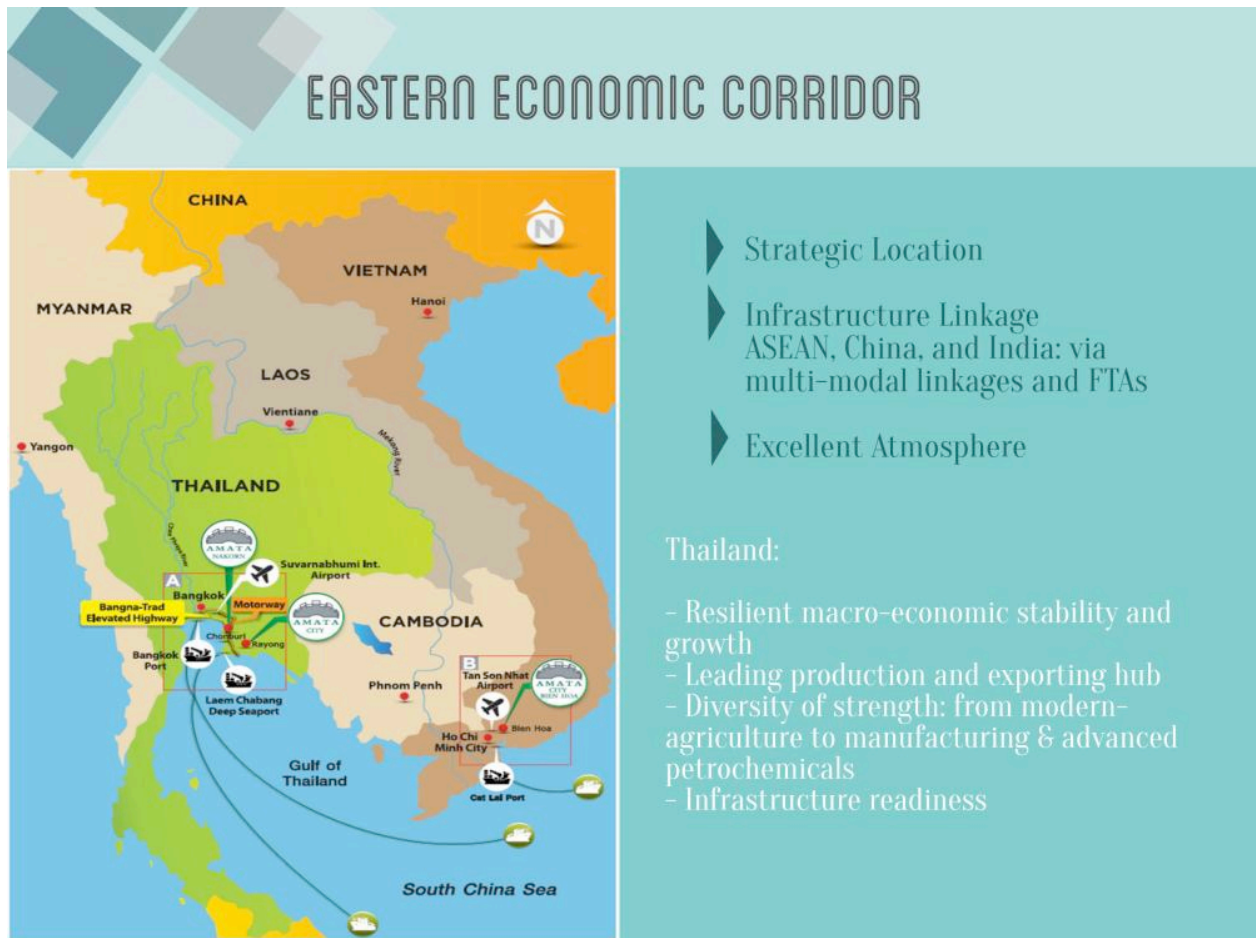 EASTERN ECONOMIC CORRIDOR
CHINA
N
VIETNAM
Hanoi
MYANMAR
LAOS
Vientiane
Mekong River
Yangon
THAILAND
AMATA
NAKORN
Chao Phraya River
Suvarnabhumi Int.
Airport
A
Bangkok
Bangna-Trad
Elevated Highway
Motorway
AMATA
CITY
Chonburi
Rayong
CAMBODIA
Bangkok
Port
Laem Chabang
Deep Seaport
Phnom Penh
B
Tan Son Nhat
Airport
AMATA
CITY
BIEN HOA
Bien Hoa
Ho Chi
Minh City
Cat Lai Port
Gulf of
Thailand
South China Sea
Strategic Location
Infrastructure Linkage
ASEAN, China, and India: via
multi-modal linkages and FTAs
Excellent Atmosphere
Thailand:
- Resilient macro-economic stability and
growth
- Leading production and exporting hub
- Diversity of strength: from modern-
agriculture to manufacturing & advanced
petrochemicals
- Infrastructure readiness